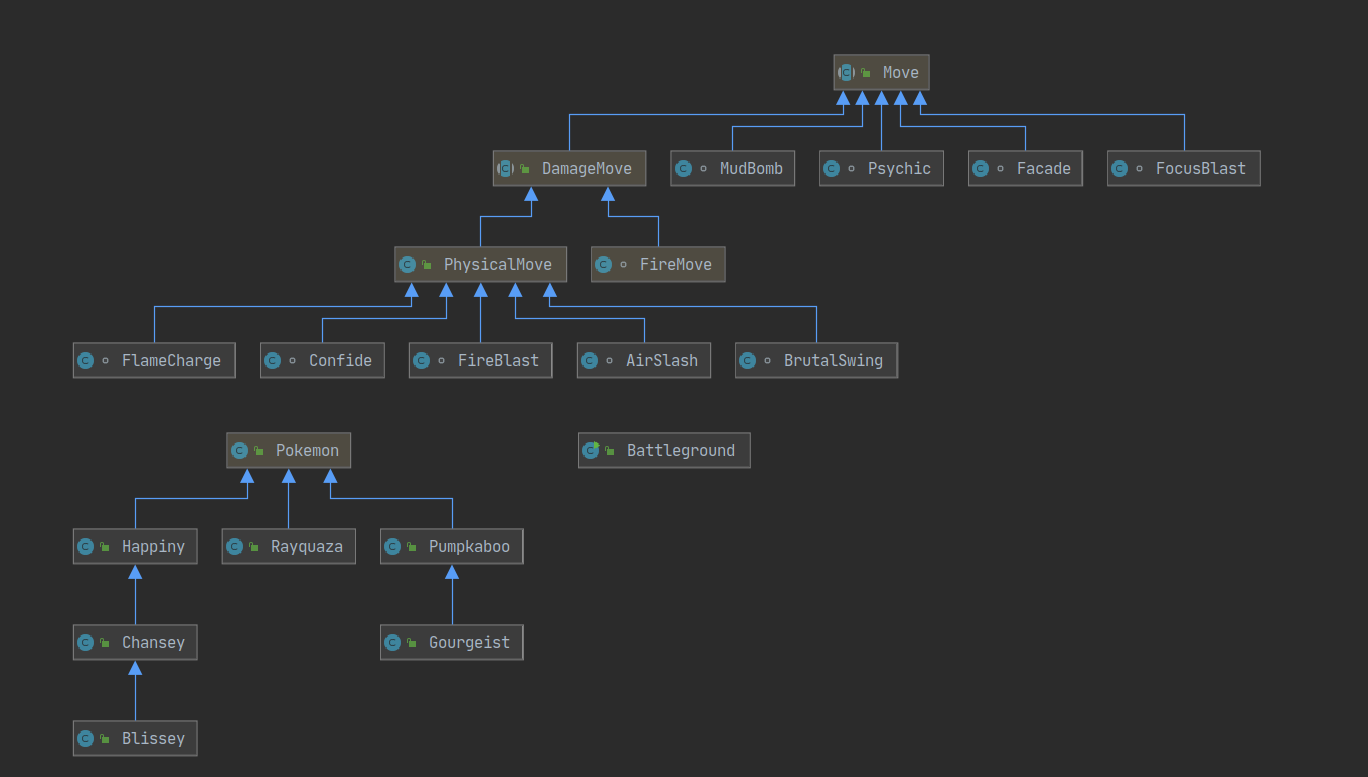 Move
DamageMove
MudBomb
Psychic
Facade
FocusBlast
PhysicalMove
FireMove
FlameCharge
Confide
FireBlast
AirSlash
BrutalSwing
Pokemon
Battleground
Happiny
Rayquaza
Pumpkaboo
Chansey
Gourgeist
Blissey